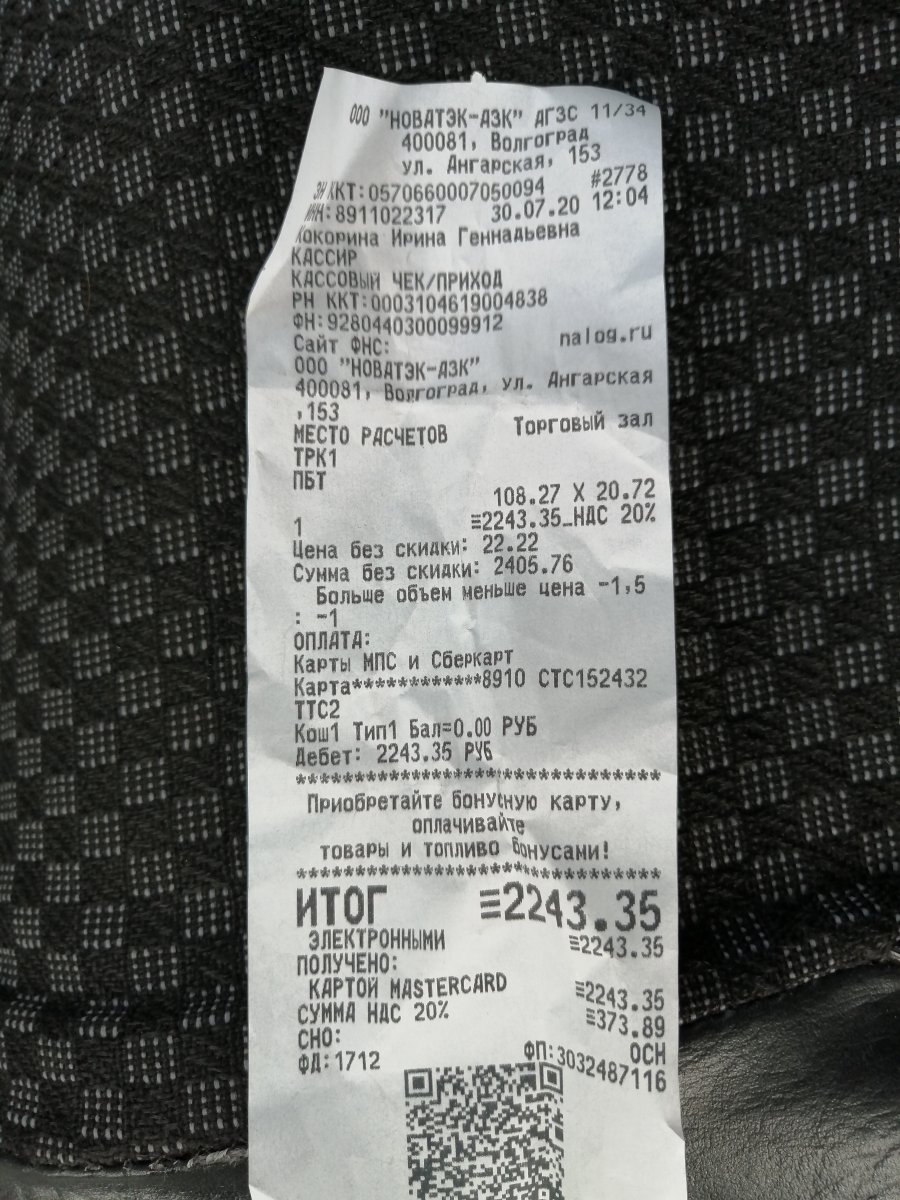 ООО "НОВАТЭК-АЗК" АГЗС 11/34
400081, Волгоград
ул. Ангарская, 153
ЗН ККТ:0570660007050094 #2778
ИНН:8911022317 30.07.20 12:04
Кокорина Ирина Геннадьевна
КАССИР
КАССОВЫЙ ЧЕК/ПРИХОД
РН ККТ:0003104619004838
ФН:9280440300099912
Сайт ФНС: nalog.ru
ООО "НОВАТЭК-АЗК"
400081, Волгоград, ул. Ангарская
,153
МЕСТО РАСЧЕТОВ Торговый зал
ТРК1
ПБТ
108.27 X 20.72
1 ≡2243.35_НДС 20%
Цена без скидки: 22.22
Сумма без скидки: 2405.76
Больше объем меньше цена -1,5
: -1
ОПЛАТА:
Карты МПС и Сберкарт
Карта************8910 СТС152432
ТТС2
Кош1 Тип1 Бал=0.00 РУБ
Дебет: 2243.35 РУБ
********************************
Приобретайте бонусную карту,
оплачивайте
товары и топливо бонусами!
********************************
ИТОГ ≡2243.35
ЭЛЕКТРОННЫМИ ≡2243.35
ПОЛУЧЕНО:
КАРТОЙ MASTERCARD ≡2243.35
СУММА НДС 20% ≡373.89
СНО: ОСН
ФД:1712 ФП:3032487116